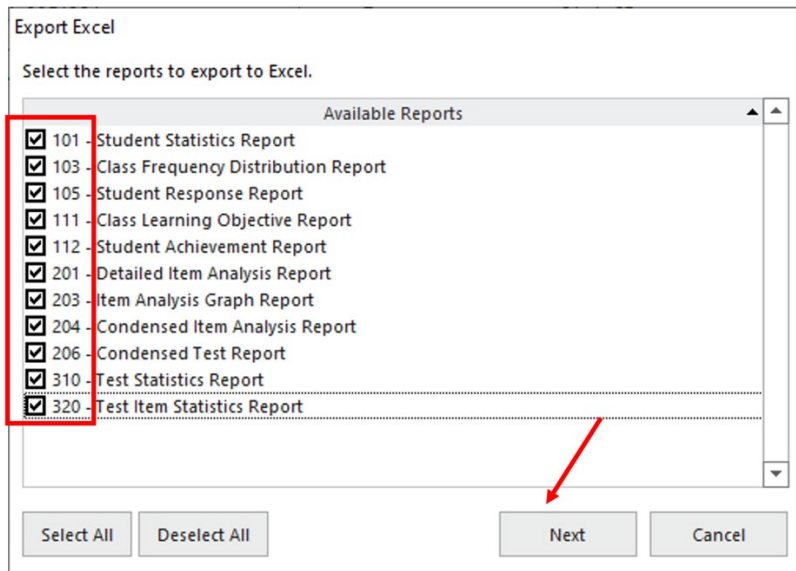 Export Excel
Select the reports to export to Excel.
Available Reports
101 - Student Statistics Report
103 - Class Frequency Distribution Report
105 - Student Response Report
111 - Class Learning Objective Report
112 - Student Achievement Report
201 - Detailed Item Analysis Report
203 - Item Analysis Graph Report
204 - Condensed Item Analysis Report
206 - Condensed Test Report
310 - Test Statistics Report
320 - Test Item Statistics Report
Select All Deselect All Next Cancel